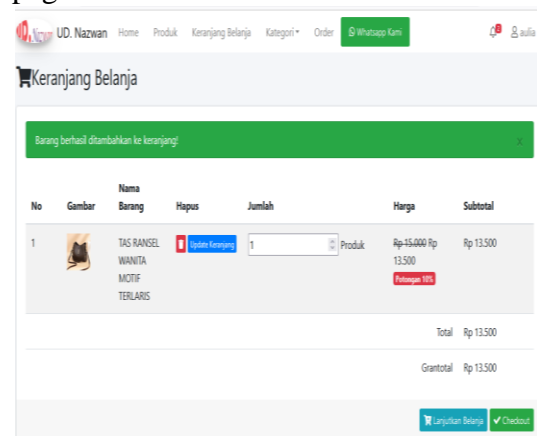 UD. Nazwan Home Produk Keranjang Belanja Kategori Order Whatsapp Kami 2 aulia
Keranjang Belanja
Barang berhasil ditambahkan ke keranjang! x
No Gambar Nama Barang Hapus Jumlah Harga Subtotal
1 TAS RANSEL Update Keranjang 1 Produk Rp 15.000 Rp Rp 13.500
WANITA 13.500
MOTIF Potongan 10%
TERLARIS
Total Rp 13.500
Grantotal Rp 13.500
Lanjutkan Belanja Checkout